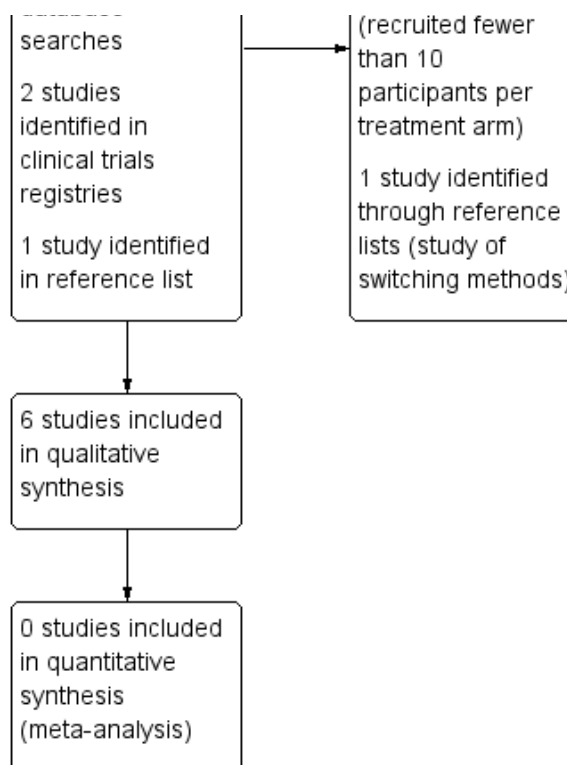 searches
2 studies
identified in
clinical trials
registries
1 study identified
in reference list
(recruited fewer
than 10
participants per
treatment arm)
1 study identified
through reference
lists (study of
switching methods)
6 studies included
in qualitative
synthesis
0 studies included
in quantitative
synthesis
(meta-analysis)